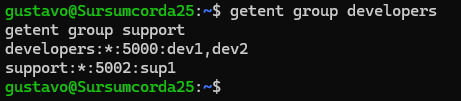 gustavo@Sursumcorda25:~$ getent group developers
getent group support
developers:*:5000:dev1,dev2
support:*:5002:sup1
gustavo@Sursumcorda25:~$